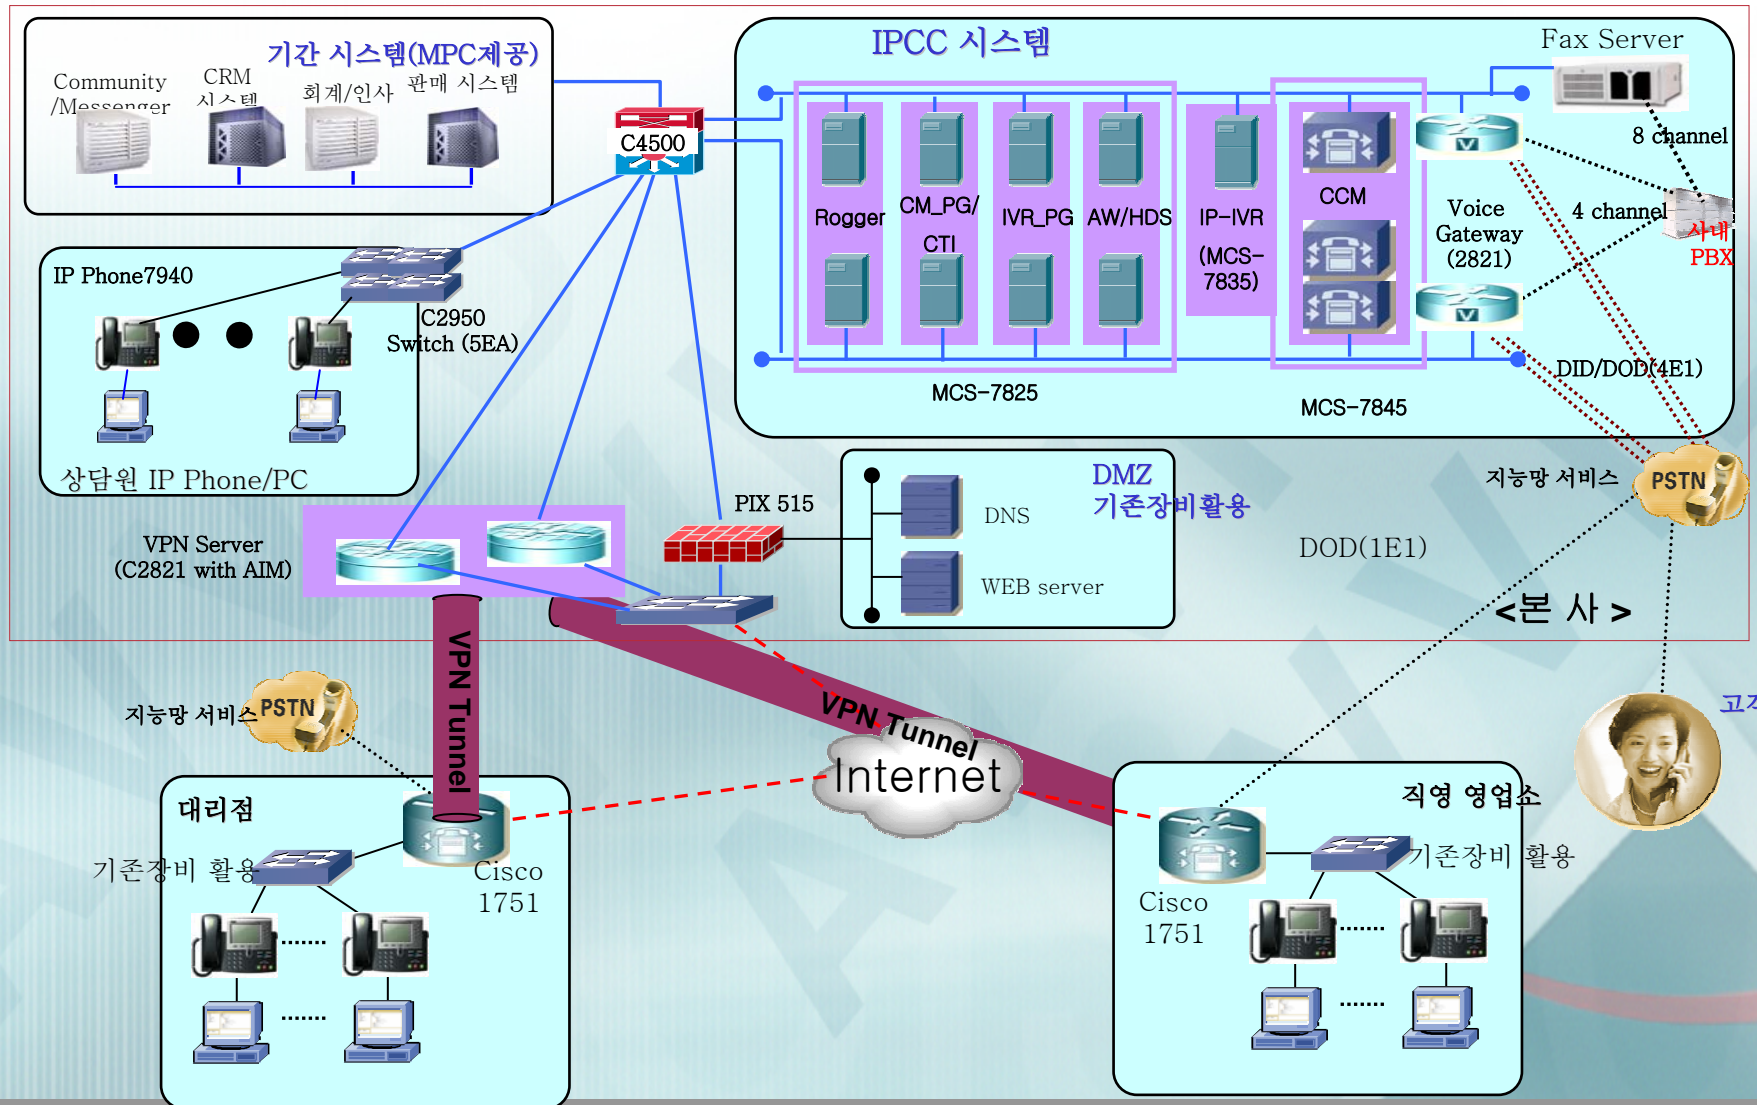 기간 시스템(MPC제공)
Community
/Messenger
CRM
시스템
회계/인사
판매 시스템
C4500
IPCC 시스템
Fax Server
8 channel
4 channel
사내
PBX
Rogger
CM_PG/
CTI
IVR_PG
AW/HDS
IP-IVR
(MCS-
7835)
CCM
Voice
Gateway
(2821)
V
V
MCS-7825
MCS-7845
DID/DOD(4E1)
IP Phone7940
C2950
Switch (5EA)
상담원 IP Phone/PC
지능망 서비스
PSTN
VPN Server
(C2821 with AIM)
PIX 515
DMZ
기존장비활용
DNS
WEB server
DOD(1E1)
<본 사 >
VPN Tunnel
VPN Tunnel
Internet
지능망 서비스
PSTN
대리점
기존장비 활용
Cisco
1751
직영 영업소
기존장비 활용
Cisco
1751